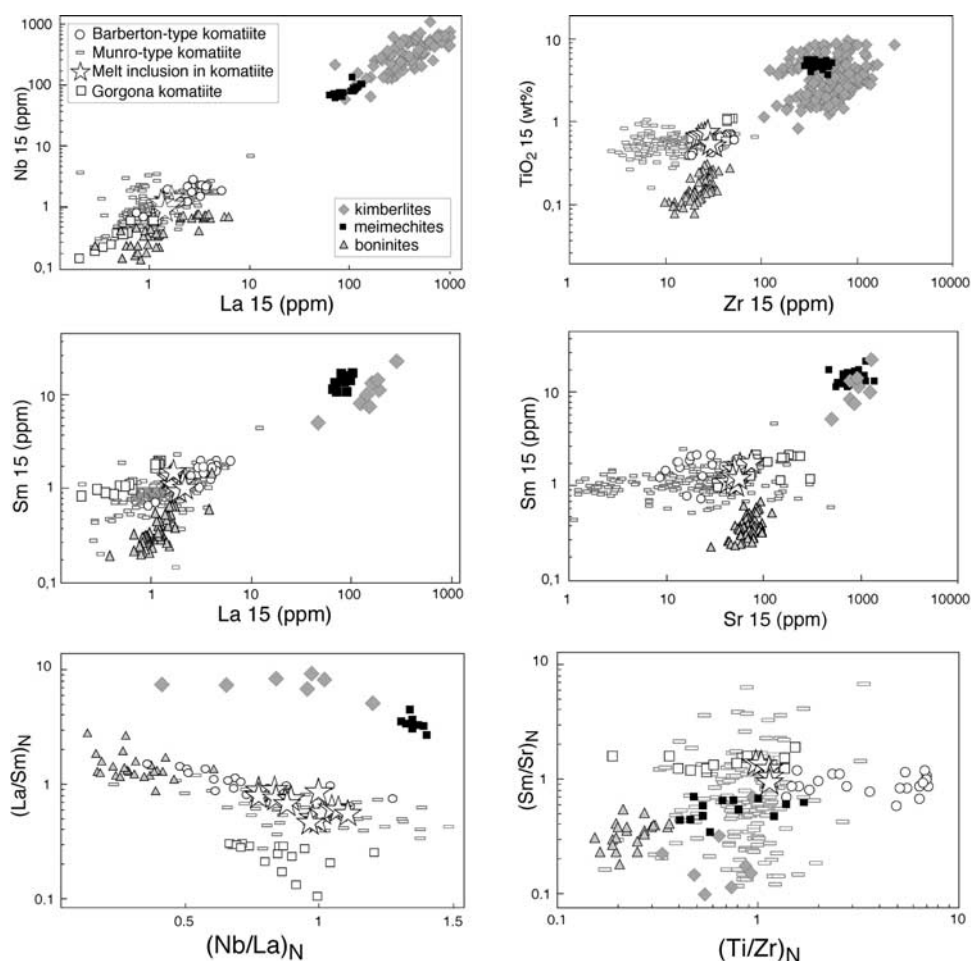 1000
100
10
1
0,1
Nb 15 (ppm)
Barberton-type komatiite
Munro-type komatiite
Melt inclusion in komatiite
Gorgona komatiite
kimberlites
meimechites
boninites
1 10 100 1000
La 15 (ppm)
10
1
0,1
TiO2 15 (wt%)
1 10 100 1000 10000
Zr 15 (ppm)
10
1
0,1
Sm 15 (ppm)
1 10 100 1000
La 15 (ppm)
10
1
0,1
Sm 15 (ppm)
1 10 100 1000 10000
Sr 15 (ppm)
10
1
0.1
(La/Sm)N
0.5 1 1.5
(Nb/La)N
10
1
0.1
(Sm/Sr)N
0.1 1 10
(Ti/Zr)N